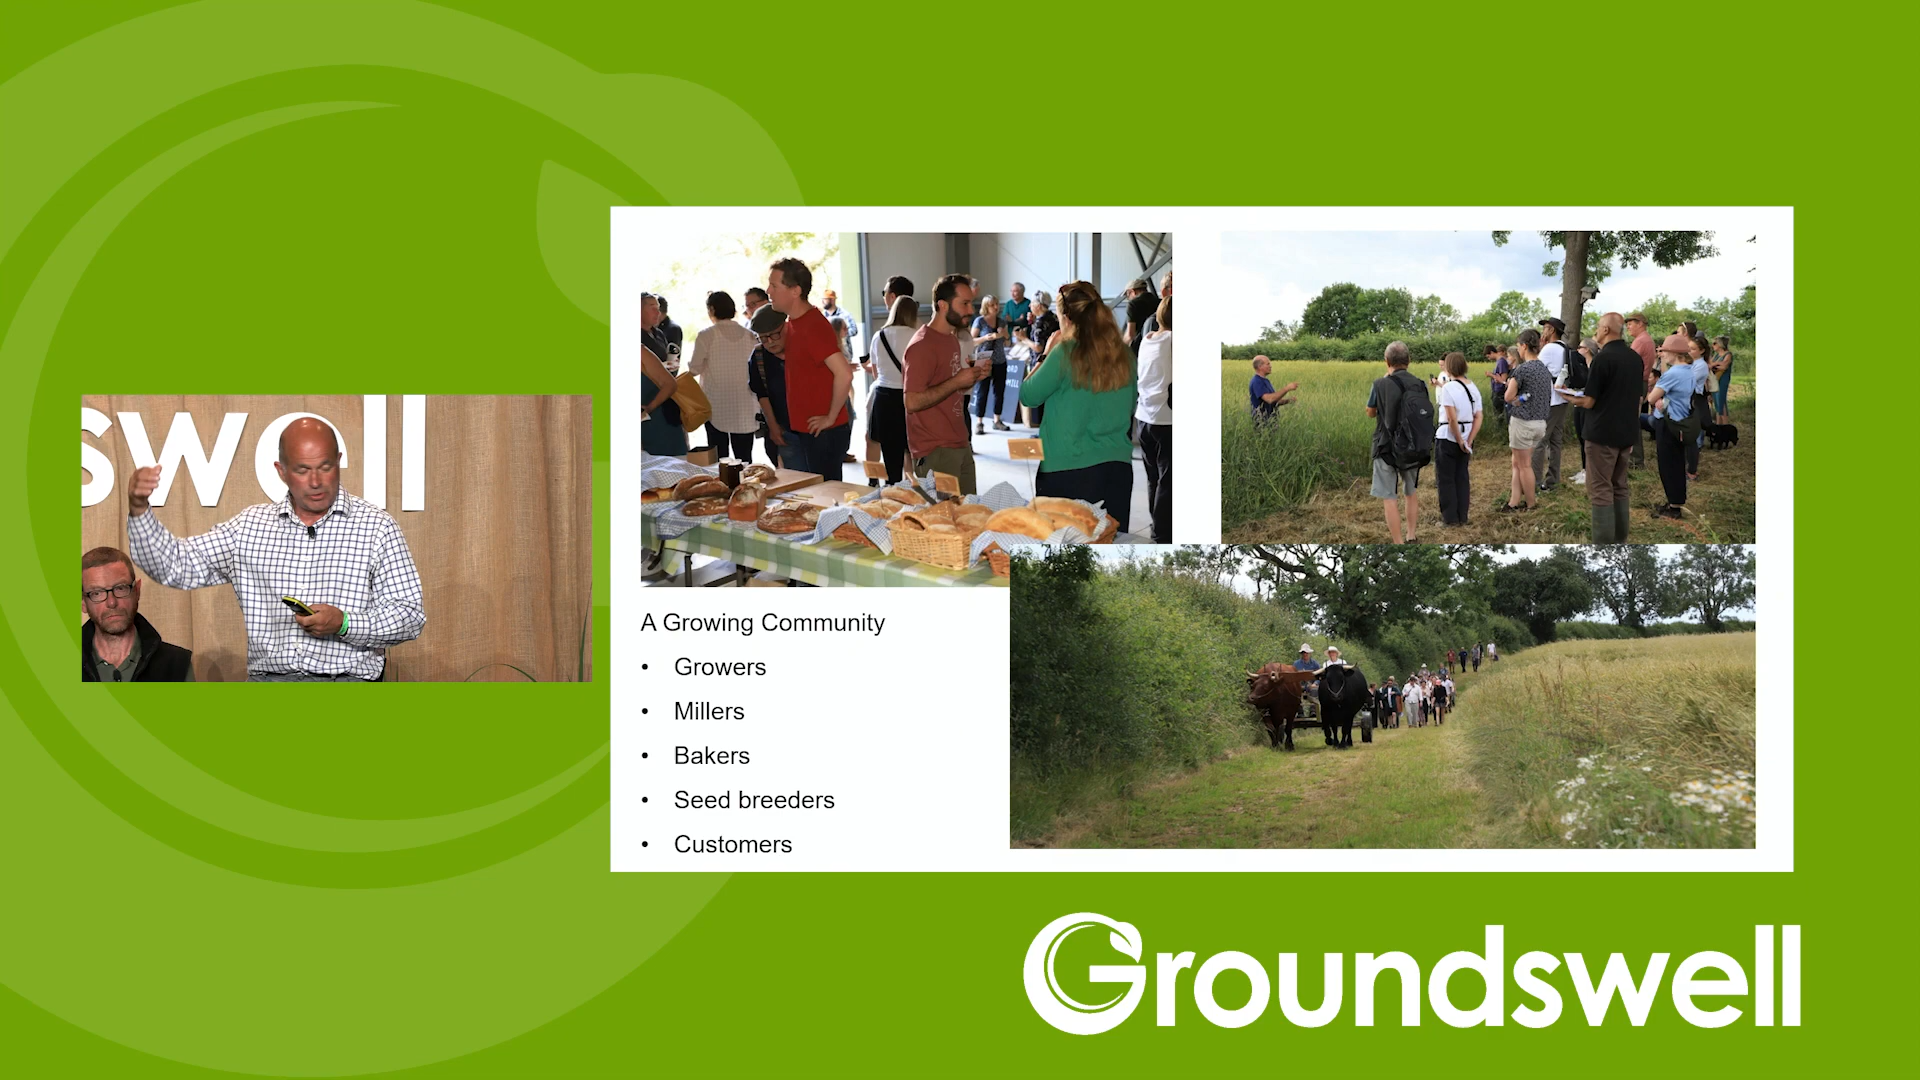 swell
A Growing Community
• Growers
• Millers
• Bakers
• Seed breeders
• Customers
Groundswell